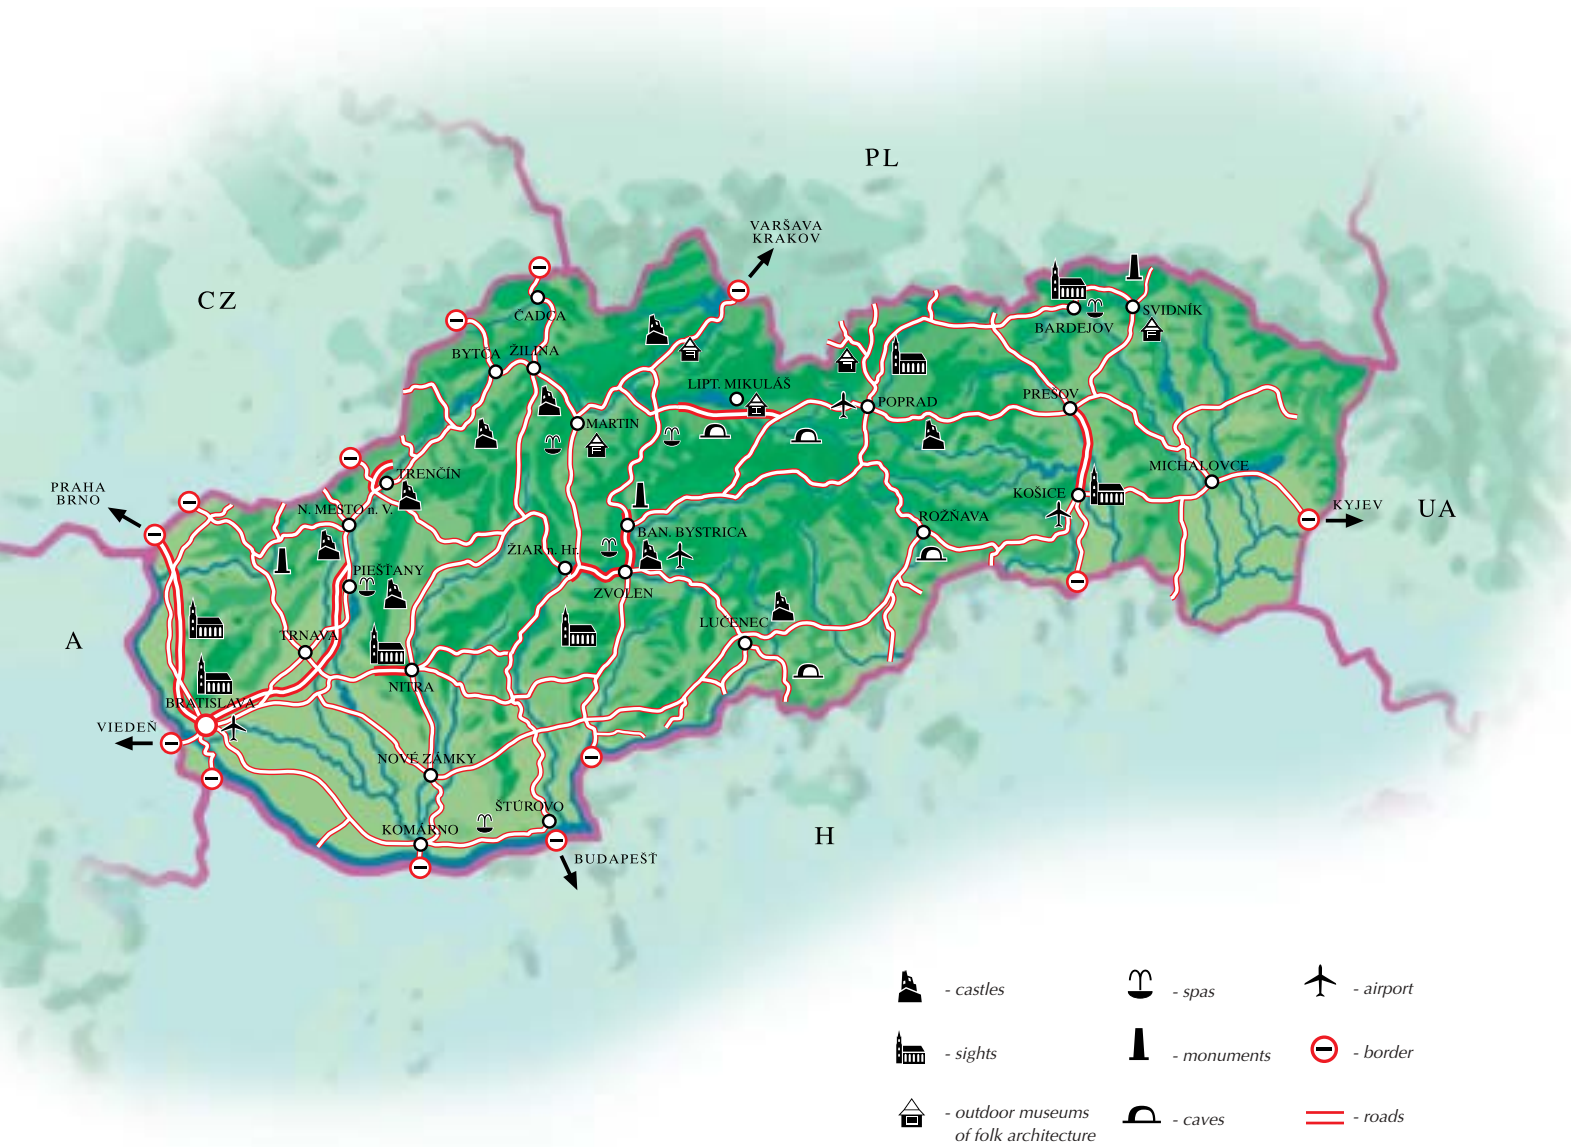 PL
VARŠAVA
KRAKOV
CZ
ČADCA
SVIDNÍK
BARDEJOV
BYTČA
ŽILINA
LIPT. MIKULÁŠ
POPRAD
PREŠOV
MARTIN
TRENČÍN
MICHALOVCE
PRAHA
BRNO
KOŠICE
N. MESTO n. V.
KYJEV
UA
ROŽŇAVA
BAN. BYSTRICA
ŽIAR n. Hr.
PIEŠŤANY
ZVOLEN
LUČENEC
TRNAVA
A
NITRA
BRATISLAVA
VIEDEŇ
NOVÉ ZÁMKY
ŠTÚROVO
KOMÁRNO
H
BUDAPEŠŤ
- castles
- spas
- airport
- sights
- monuments
- border
- outdoor museums
of folk architecture
- caves
- roads